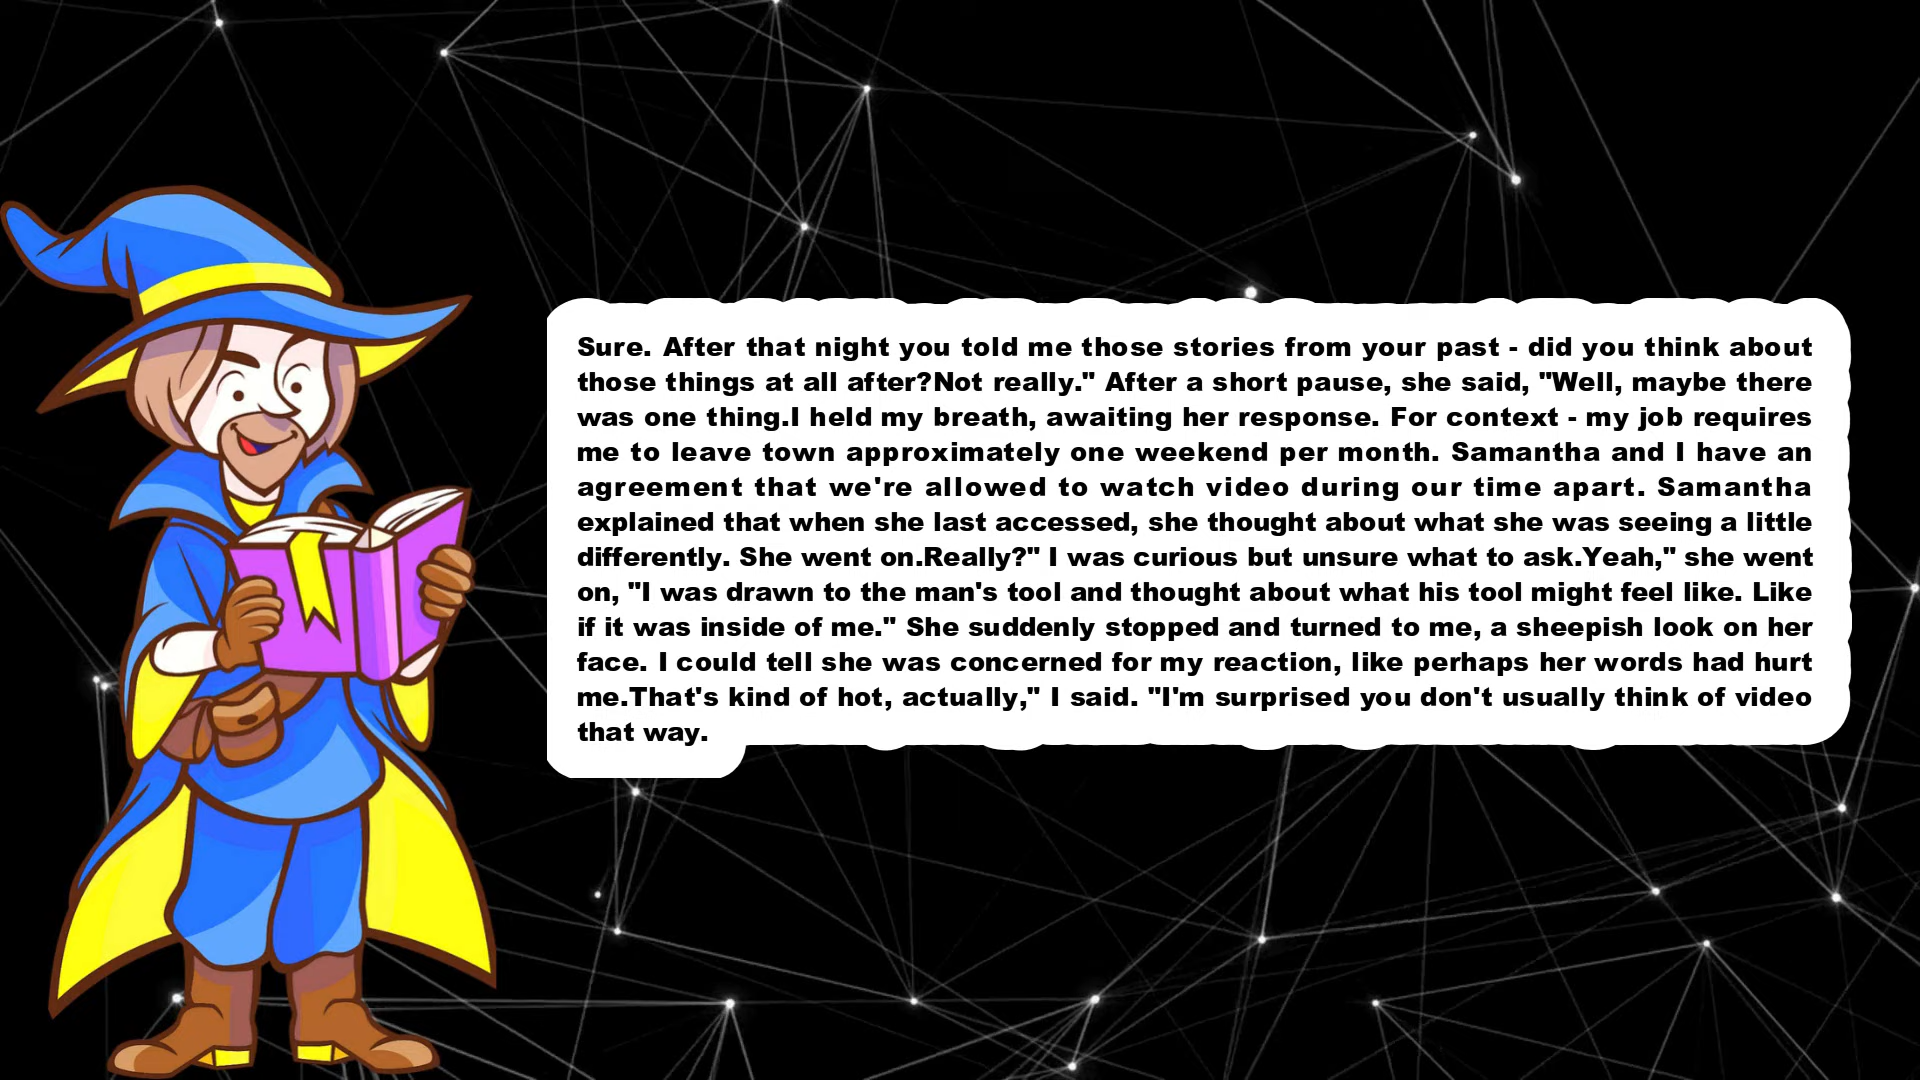 Sure. After that night you told me those stories from your past - did you think about
those things at all after?Not really." After a short pause, she said, "Well, maybe there
was one thing.I held my breath, awaiting her response. For context - my job requires
me to leave town approximately one weekend per month. Samantha and I have an
agreement that we're allowed to watch video during our time apart. Samantha
explained that when she last accessed, she thought about what she was seeing a little
differently. She went on.Really?" I was curious but unsure what to ask.Yeah," she went
on, "I was drawn to the man's tool and thought about what his tool might feel like. Like
if it was inside of me." She suddenly stopped and turned to me, a sheepish look on her
face. I could tell she was concerned for my reaction, like perhaps her words had hurt
me.That's kind of hot, actually," I said. "I'm surprised you don't usually think of video
that way.